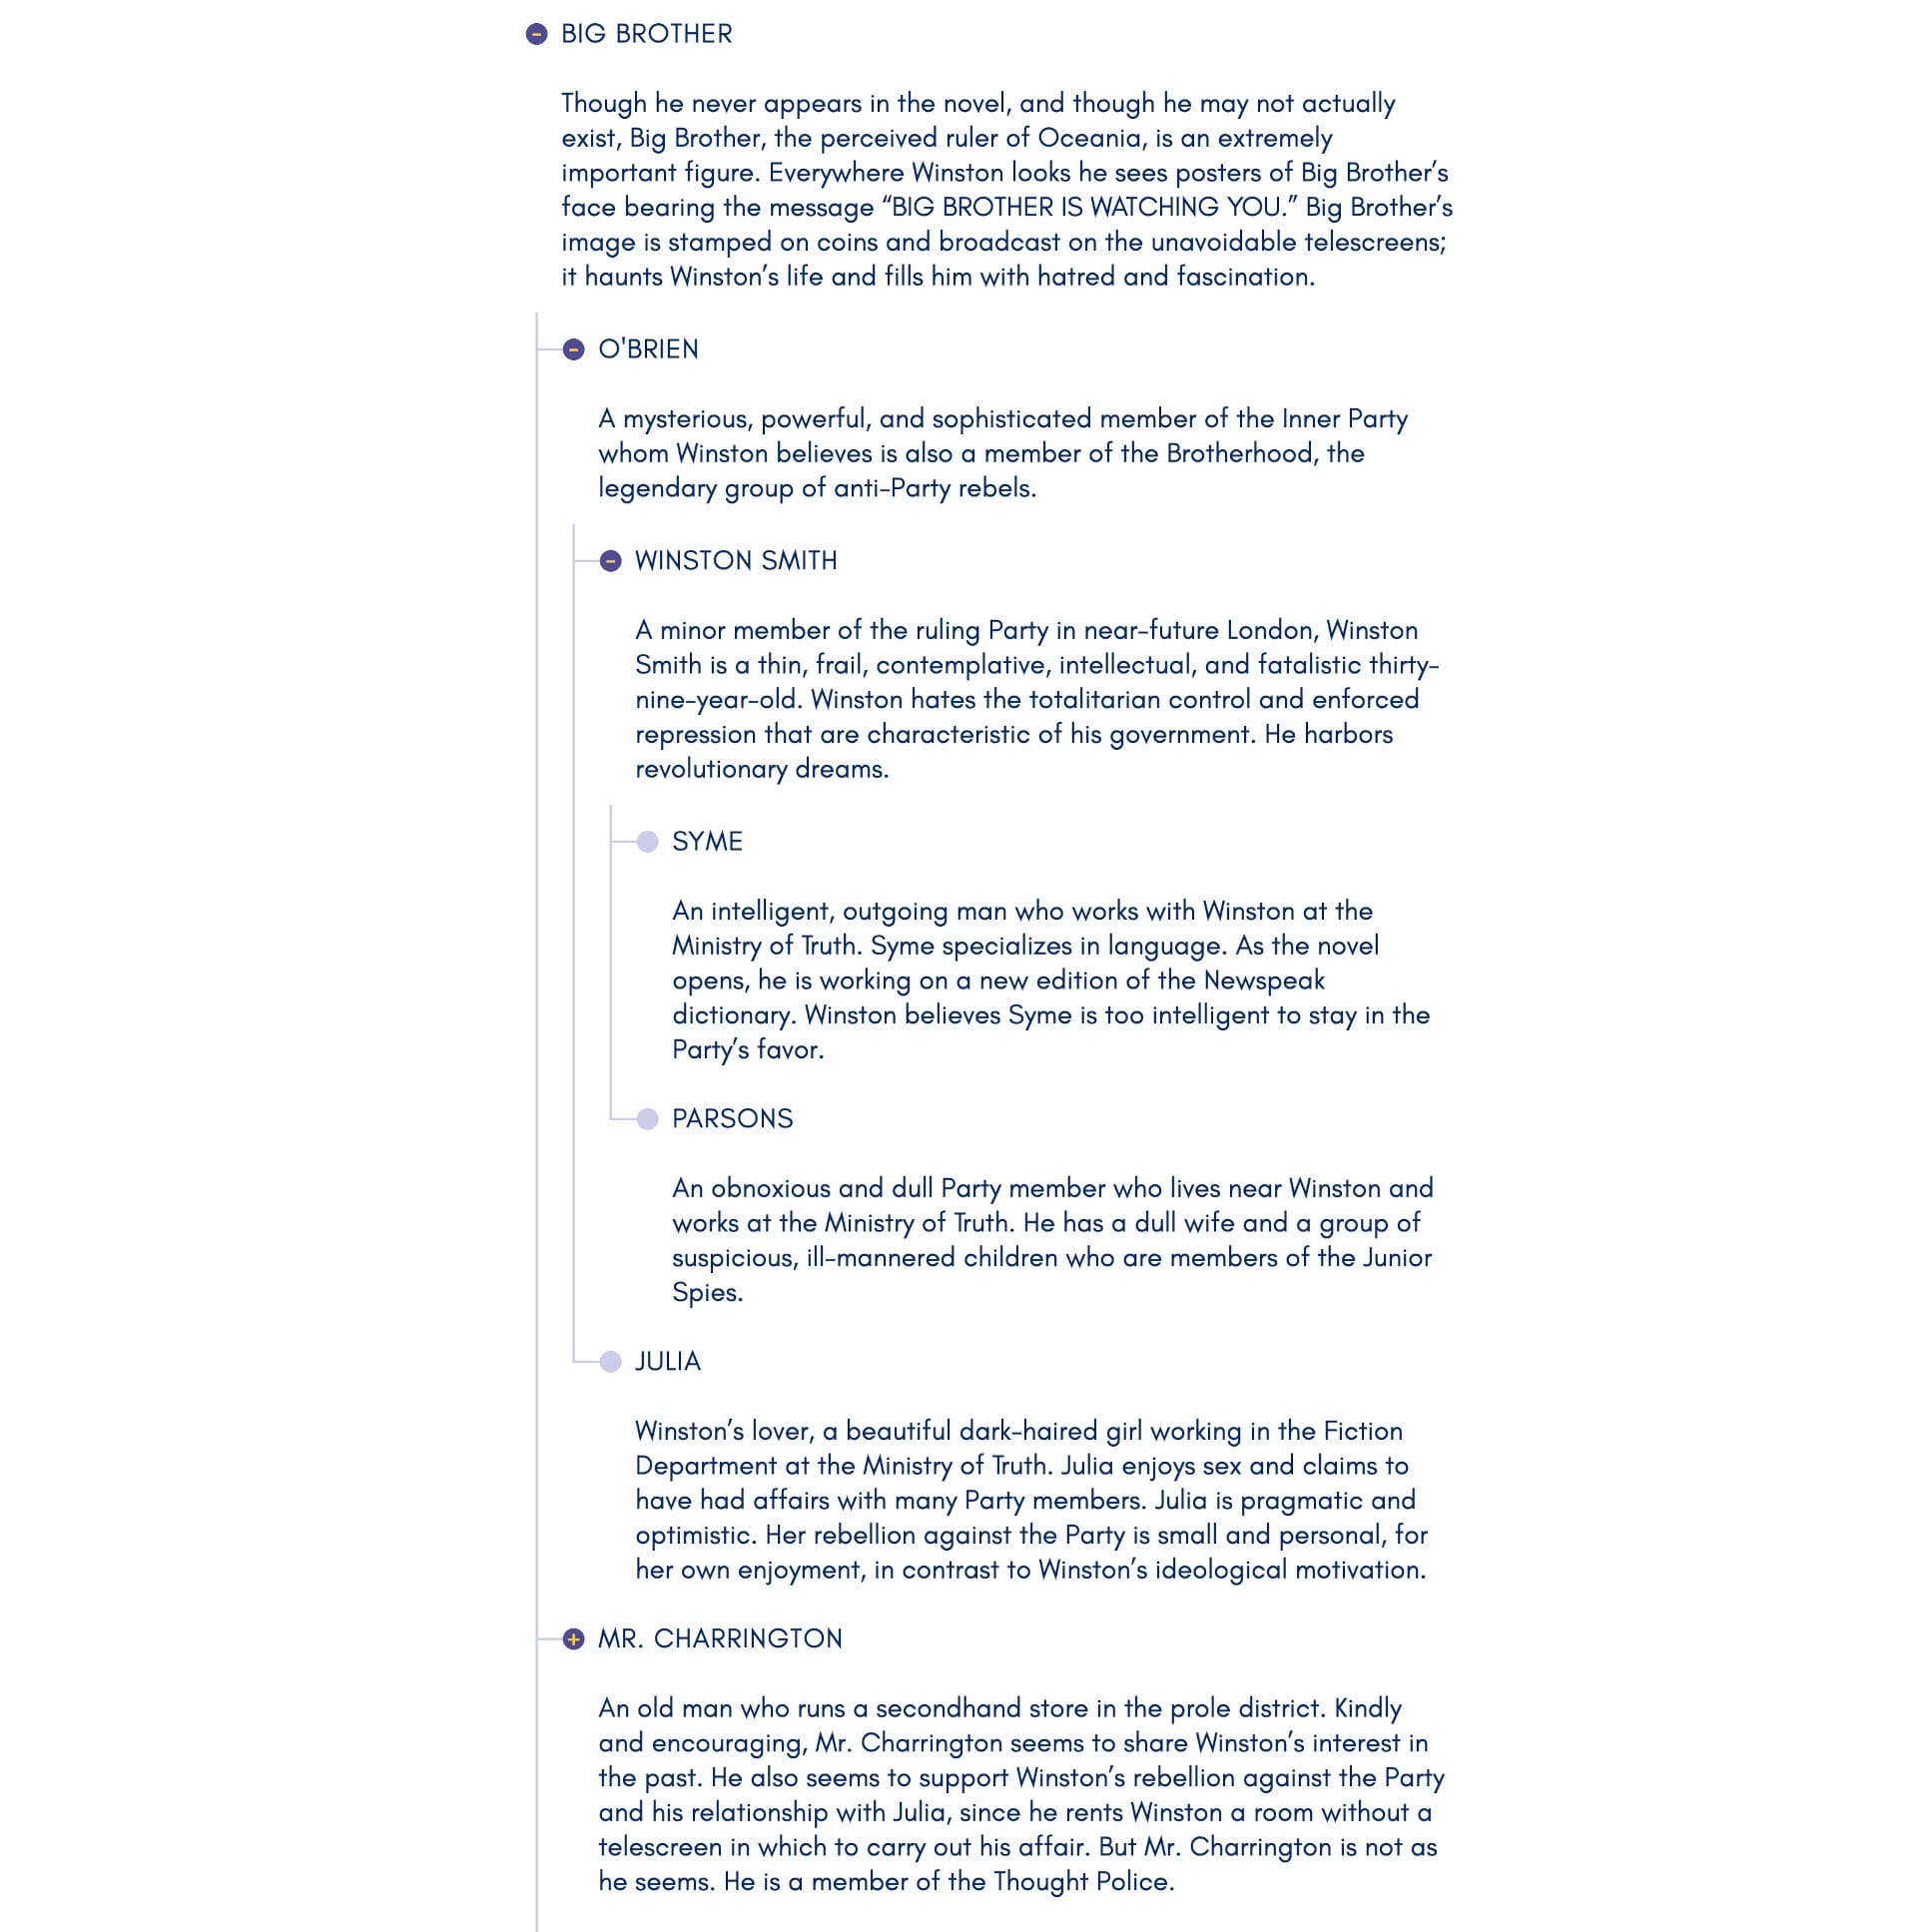 BIG BROTHER
Though he never appears in the novel, and though he may not actually
exist, Big Brother, the perceived ruler of Oceania, is an extremely
important figure. Everywhere Winston looks he sees posters of Big Brother’s
face bearing the message “BIG BROTHER IS WATCHING YOU.” Big Brother’s
image is stamped on coins and broadcast on the unavoidable telescreens;
it haunts Winston’s life and fills him with hatred and fascination.
O'BRIEN
A mysterious, powerful, and sophisticated member of the Inner Party
whom Winston believes is also a member of the Brotherhood, the
legendary group of anti-Party rebels.
WINSTON SMITH
A minor member of the ruling Party in near-future London, Winston
Smith is a thin, frail, contemplative, intellectual, and fatalistic thirty-
nine-year-old. Winston hates the totalitarian control and enforced
repression that are characteristic of his government. He harbors
revolutionary dreams.
SYME
An intelligent, outgoing man who works with Winston at the
Ministry of Truth. Syme specializes in language. As the novel
opens, he is working on a new edition of the Newspeak
dictionary. Winston believes Syme is too intelligent to stay in the
Party’s favor.
PARSONS
An obnoxious and dull Party member who lives near Winston and
works at the Ministry of Truth. He has a dull wife and a group of
suspicious, ill-mannered children who are members of the Junior
Spies.
JULIA
Winston’s lover, a beautiful dark-haired girl working in the Fiction
Department at the Ministry of Truth. Julia enjoys sex and claims to
have had affairs with many Party members. Julia is pragmatic and
optimistic. Her rebellion against the Party is small and personal, for
her own enjoyment, in contrast to Winston’s ideological motivation.
MR. CHARRINGTON
An old man who runs a secondhand store in the prole district. Kindly
and encouraging, Mr. Charrington seems to share Winston’s interest in
the past. He also seems to support Winston’s rebellion against the Party
and his relationship with Julia, since he rents Winston a room without a
telescreen in which to carry out his affair. But Mr. Charrington is not as
he seems. He is a member of the Thought Police.